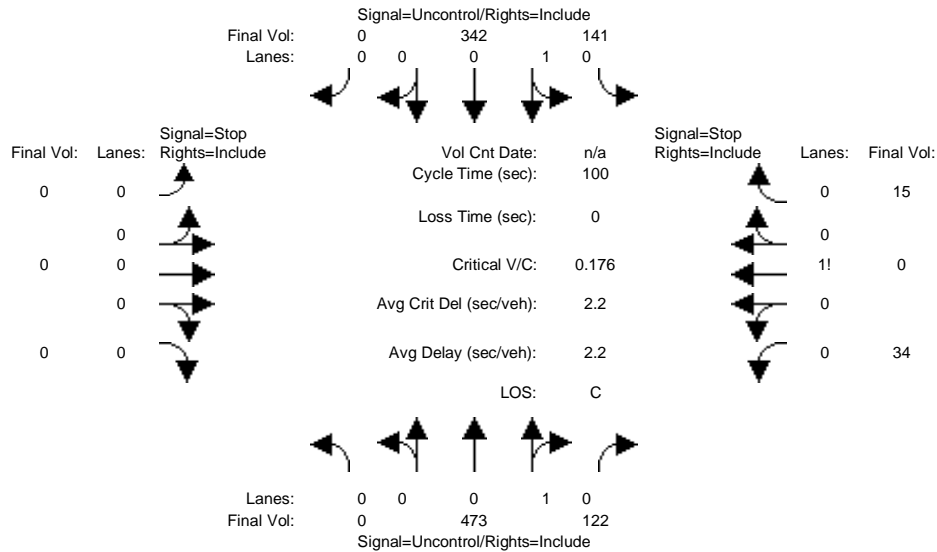 Signal=Uncontrol/Rights=Include
Final Vol: 0 342 141
Lanes: 0 0 0 1 0
Signal=Stop Signal=Stop
Final Vol: Lanes: Rights=Include Vol Cnt Date: n/a Rights=Include Lanes: Final Vol:
Cycle Time (sec): 100
0 0 0 15
Loss Time (sec): 0
0 0
0 0 Critical V/C: 0.176 1! 0
0 Avg Crit Del (sec/veh): 2.2 0
0 0 Avg Delay (sec/veh): 2.2 0 34
LOS: C
Lanes: 0 0 0 1 0
Final Vol: 0 473 122
Signal=Uncontrol/Rights=Include